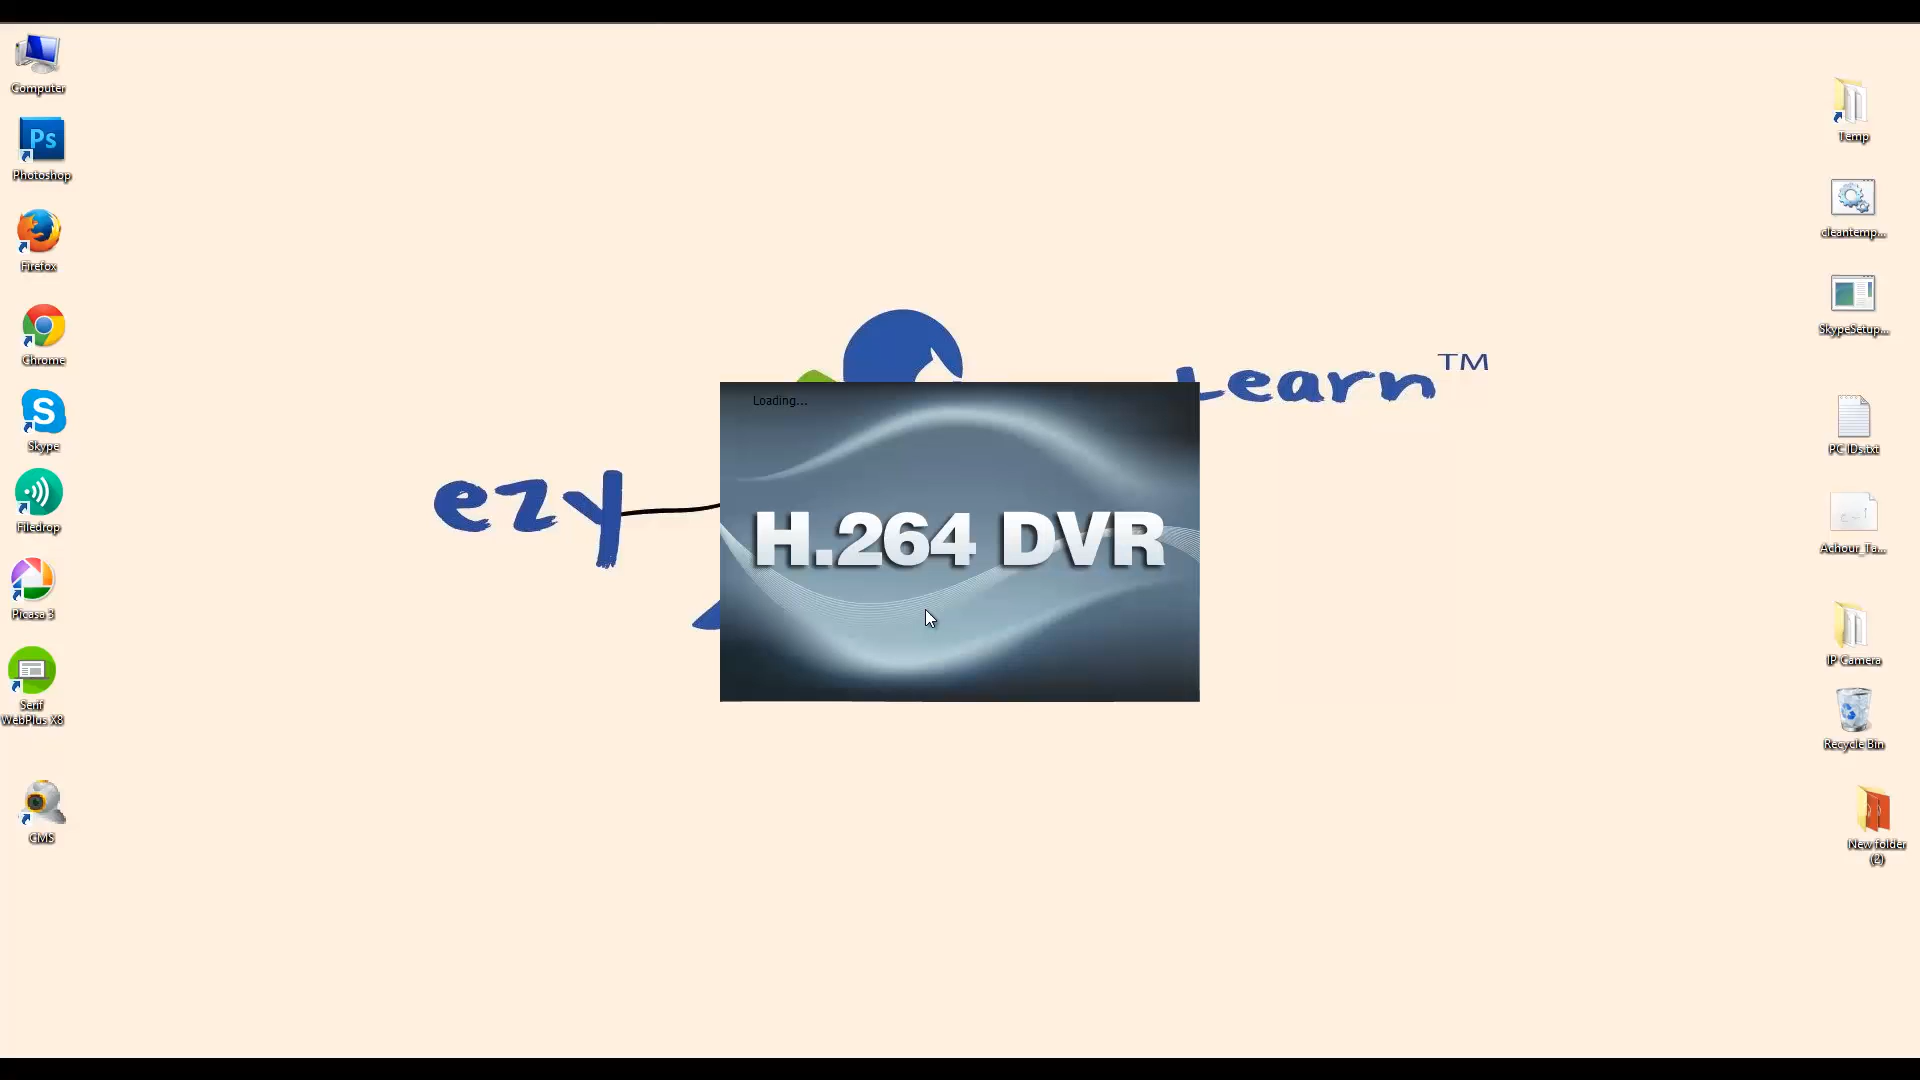 Computer
Photoshop
Firefox
Chrome
Skype
Filedrop
Picasa 3
Serif
WebPlus X8
CMS
Learn™
ezy
Loading...
H.264 DVR
Temp
cleantemp...
SkypeSetup...
PC IDs.txt
Achour_Ta...
IP Camera
Recycle Bin
New folder
(2)